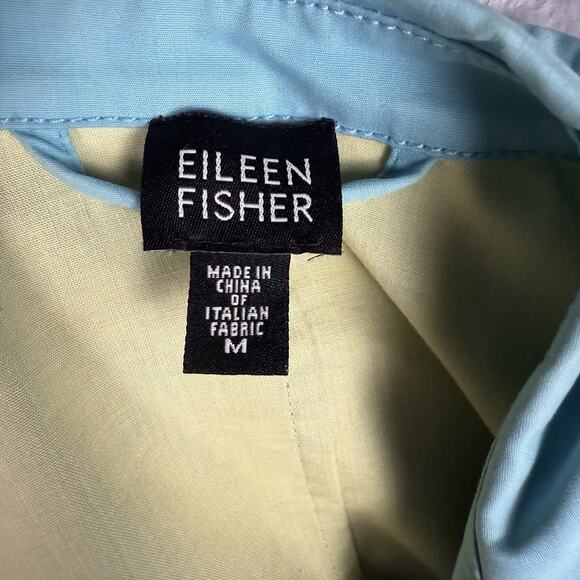 EILEEN
FISHER
MADE IN
CHINA
OF
ITALIAN
FABRIC
M